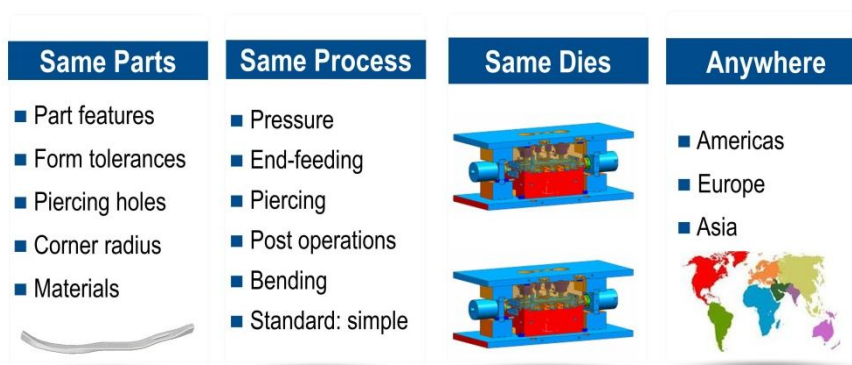 Same Parts
Part features
Form tolerances
Piercing holes
Corner radius
Materials
Same Process
Pressure
End-feeding
Piercing
Post operations
Bending
Standard: simple
Same Dies
Anywhere
Americas
Europe
Asia